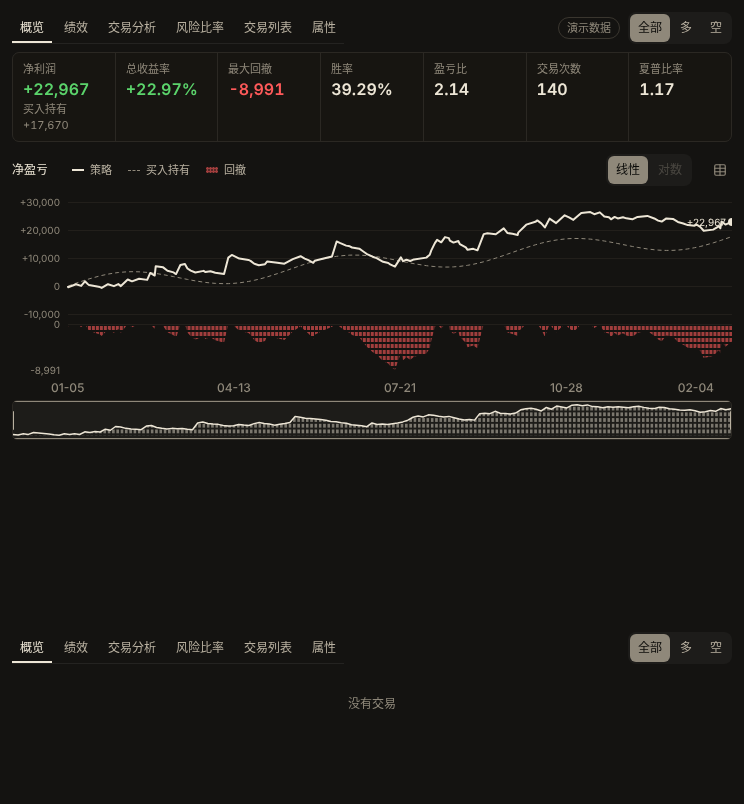 概览 绩效 交易分析 风险比率 交易列表 属性 演示数据 全部 多 空
净利润 总收益率 最大回撤 胜率 盈亏比 交易次数 夏普比率
+22,967 +22.97% -8,991 39.29% 2.14 140 1.17
买入持有
+17,670
净盈亏 策略 买入持有 回撤 线性 对数
+30,000
+22,967
+20,000
+10,000
0
-10,000
0
-8,991
01-05 04-13 07-21 10-28 02-04
概览 绩效 交易分析 风险比率 交易列表 属性 全部 多 空
没有交易